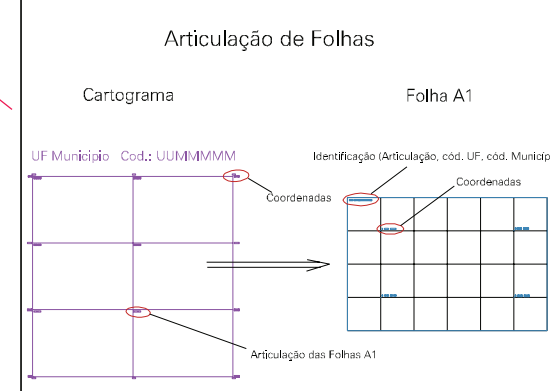 Articulação de Folhas
Cartograma
Folha A1
UF Municipio Cod.: UUMMMMM
Identificação (Articulação, cód. UF, cód. Municíp
Coordenadas
Coordenadas
Articulação das Folhas A1